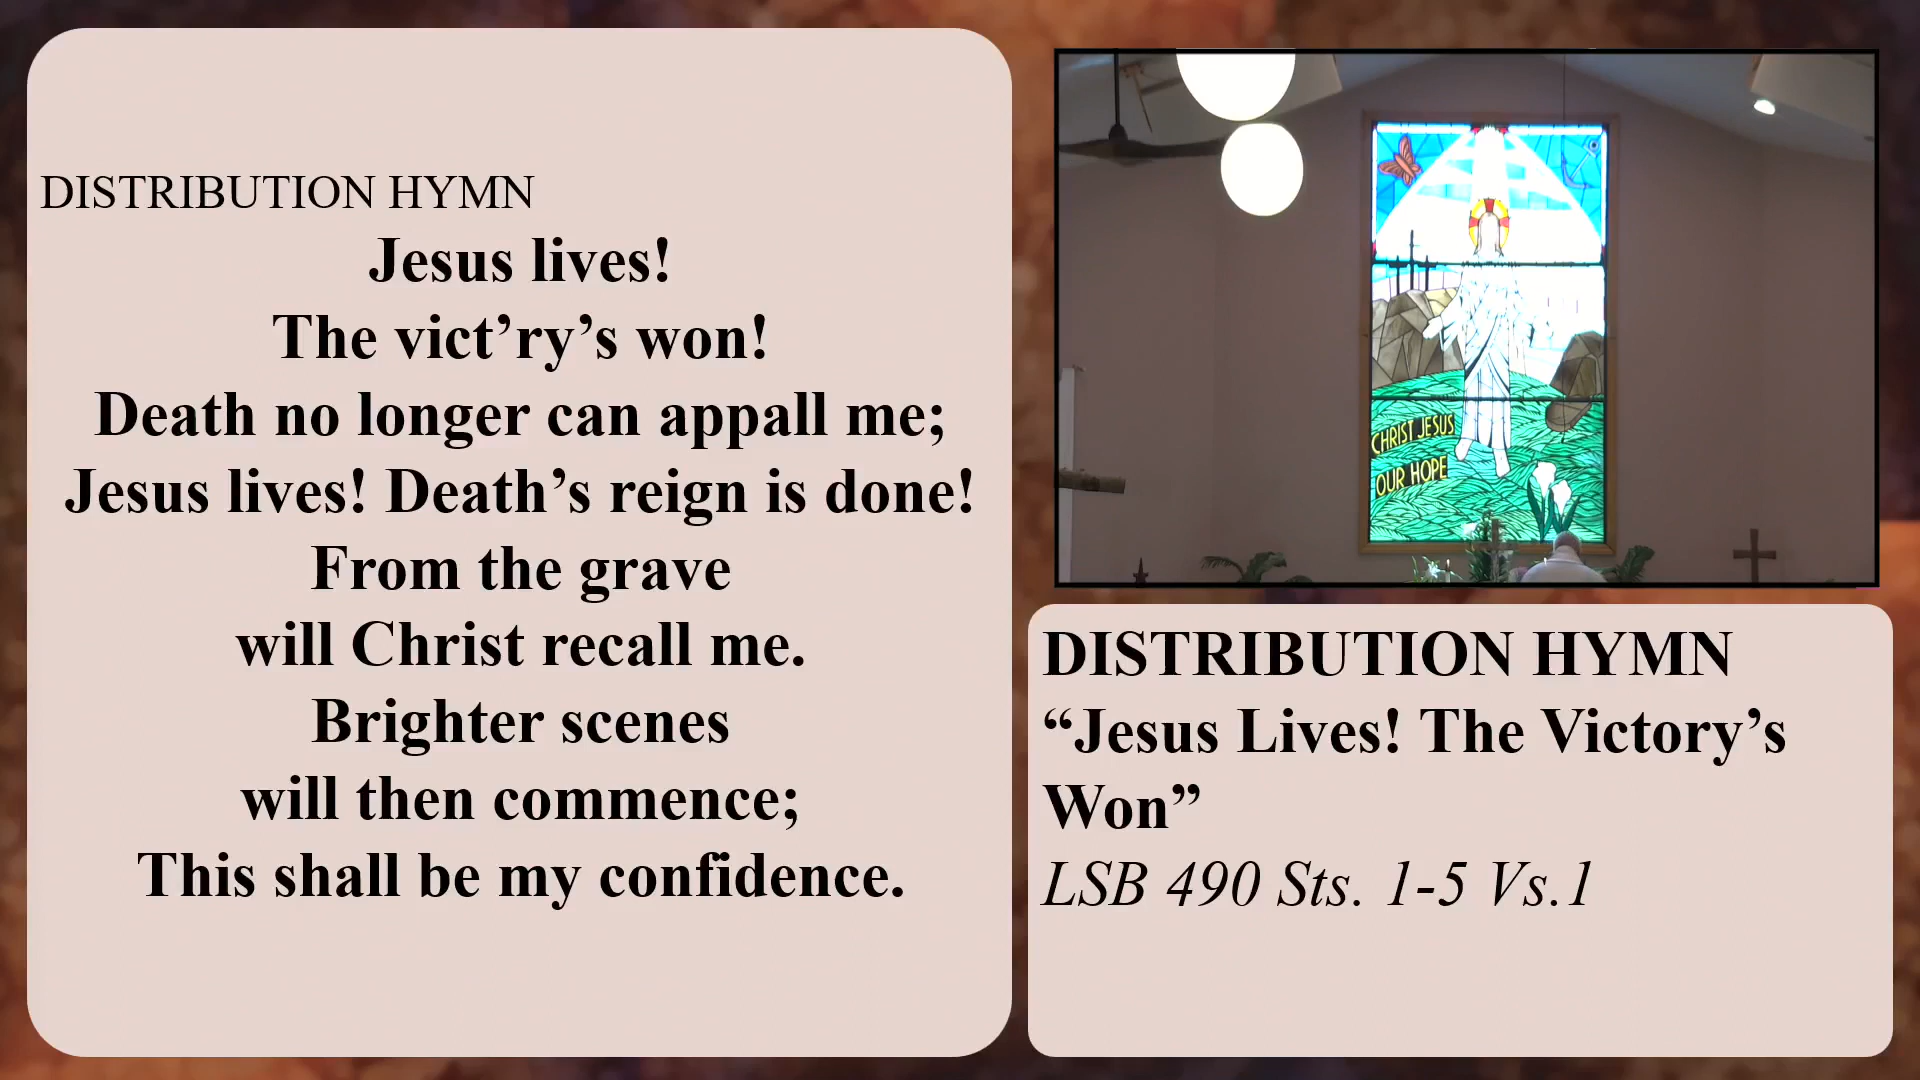 DISTRIBUTION HYMN
Jesus lives!
The vict’ry’s won!
Death no longer can appall me;
Jesus lives! Death’s reign is done!
From the grave
will Christ recall me.
Brighter scenes
will then commence;
This shall be my confidence.
CHRIST JESUS
OUR HOPE
DISTRIBUTION HYMN
“Jesus Lives! The Victory’s
Won”
LSB 490 Sts. 1-5 Vs.1